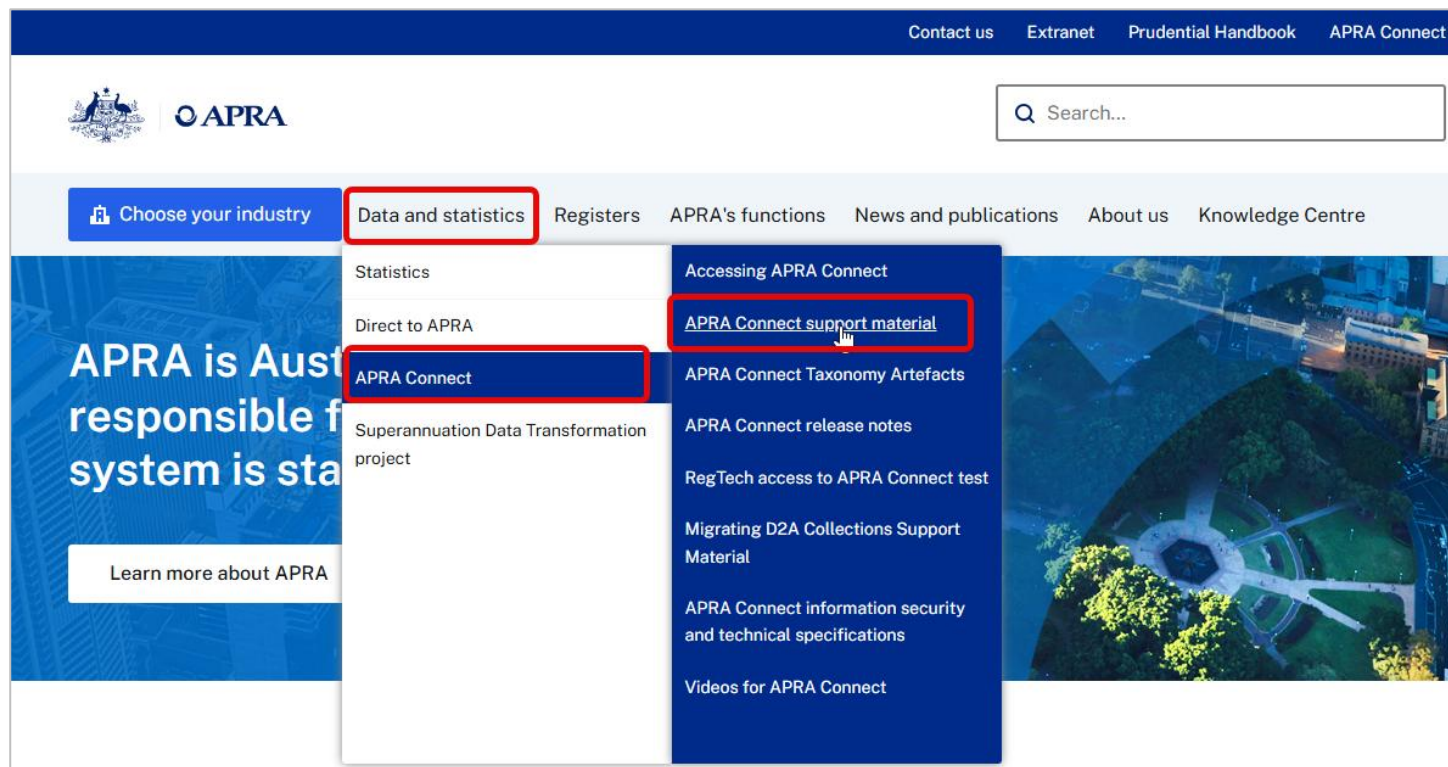 Contact us Extranet Prudential Handbook APRA Connect
APRA
Search...
Choose your industry Data and statistics Registers APRA's functions News and publications About us Knowledge Centre
Statistics
Direct to APRA
APRA Connect
Superannuation Data Transformation
project
Accessing APRA Connect
APRA Connect support material
APRA Connect Taxonomy Artefacts
APRA Connect release notes
RegTech access to APRA Connect test
Migrating D2A Collections Support
Material
APRA Connect information security
and technical specifications
Videos for APRA Connect
APRA is Aust
responsible f
system is sta
Learn more about APRA